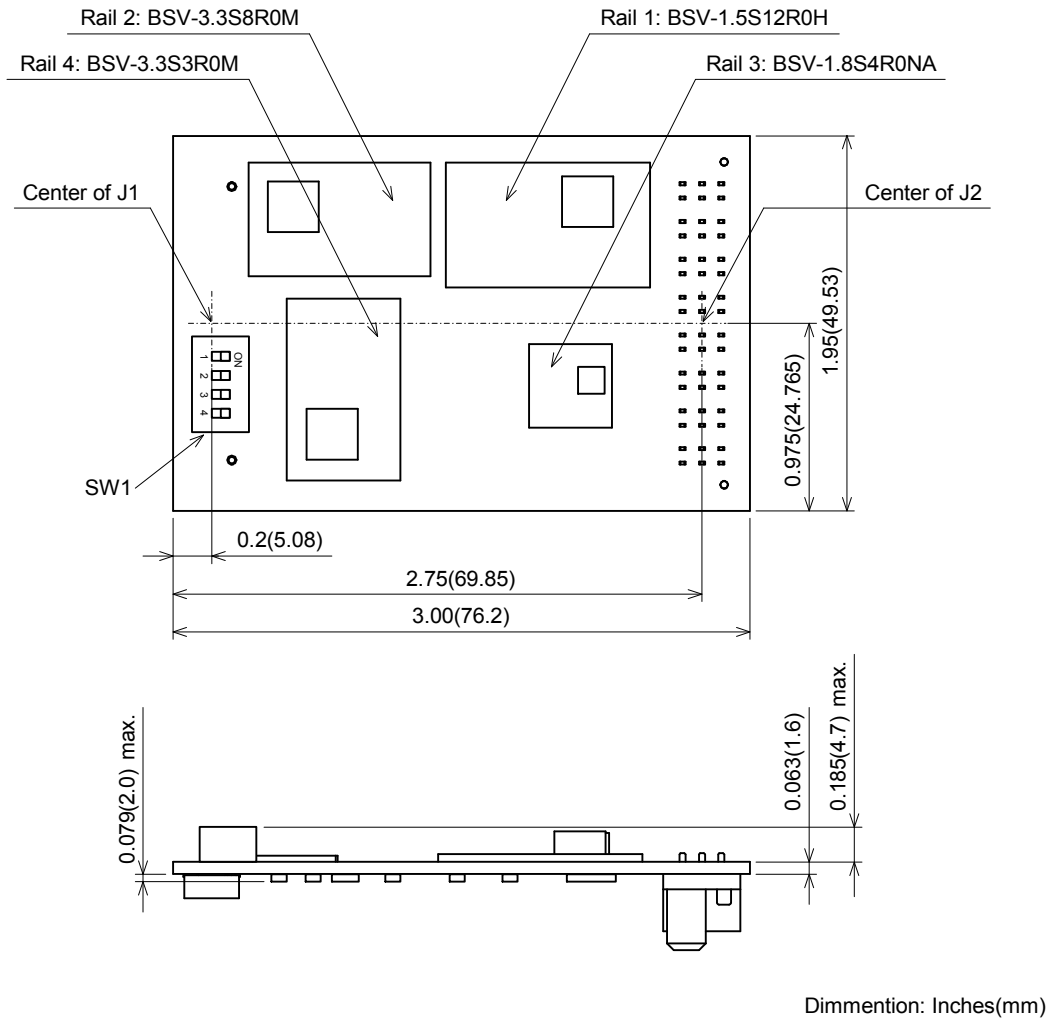 Rail 2: BSV-3.3S8R0M
Rail 1: BSV-1.5S12R0H
Rail 4: BSV-3.3S3R0M
Rail 3: BSV-1.8S4R0NA
Center of J1
Center of J2
1.95(49.53)
0.975(24.765)
ON
1
2
3
4
SW1
0.2(5.08)
2.75(69.85)
3.00(76.2)
0.079(2.0) max.
0.063(1.6)
0.185(4.7) max.
Dimmention: Inches(mm)